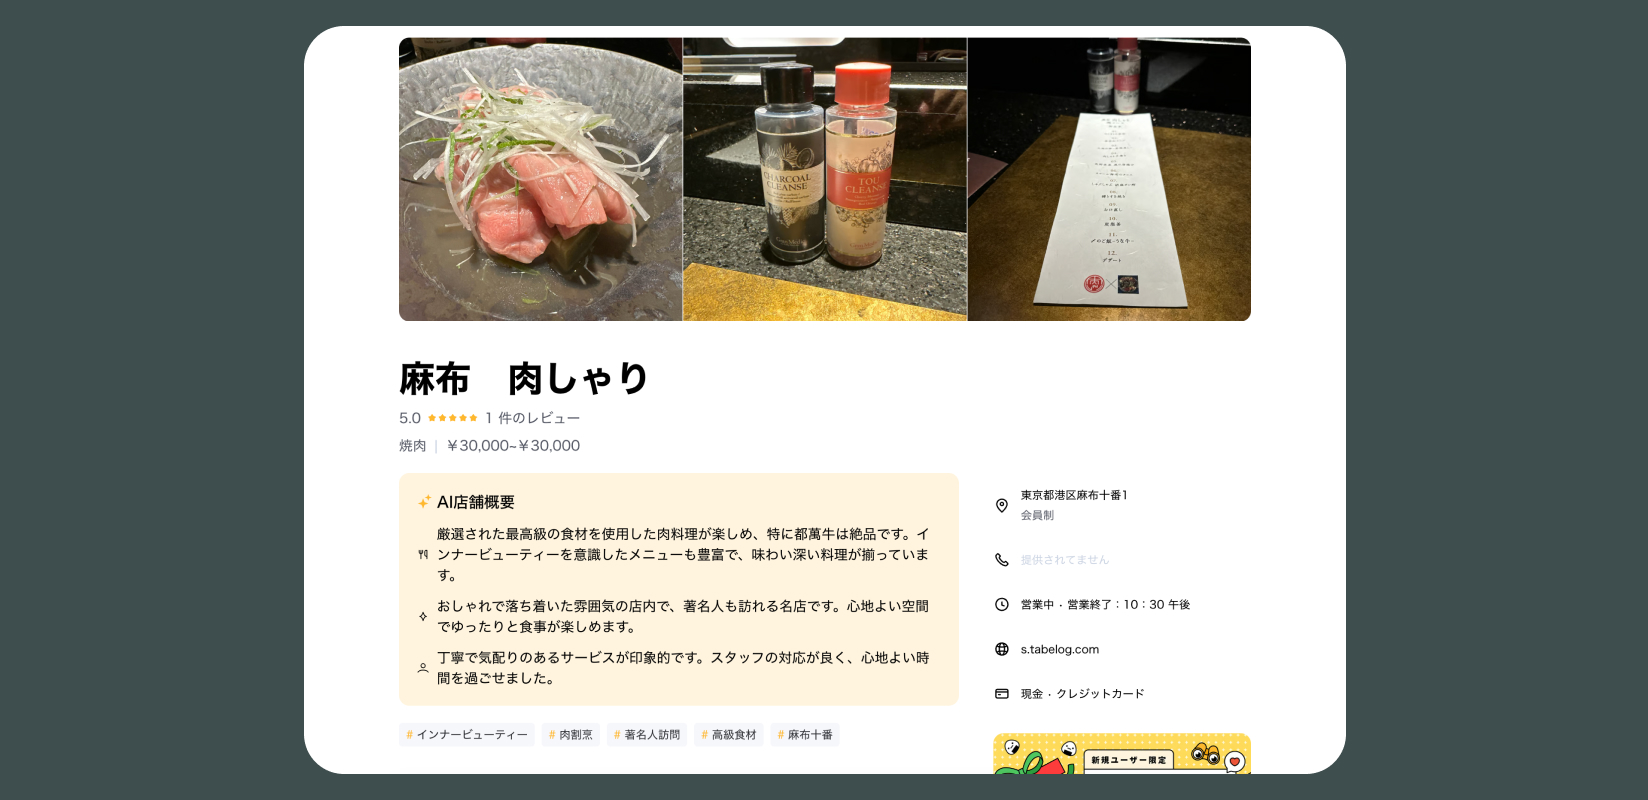 CHARCOAL
CLEANSE
TOU
CLEANSE
10.
11.
12.
デザート
麻布　肉しゃり
5.0
1 件のレビュー
焼肉 | ￥30,000~￥30,000
AI店舗概要
厳選された最高級の食材を使用した肉料理が楽しめ、特に都萬牛は絶品です。イ
ンナービューティーを意識したメニューも豊富で、味わい深い料理が揃っていま
す。
おしゃれで落ち着いた雰囲気の店内で、著名人も訪れる名店です。心地よい空間
でゆったりと食事が楽しめます。
丁寧で気配りのあるサービスが印象的です。スタッフの対応が良く、心地よい時
間を過ごせました。
# インナービューティー
# 肉割烹
# 著名人訪問
# 高級食材
# 麻布十番
東京都港区麻布十番1
会員制
提供されてません
営業中 · 営業終了：10：30 午後
s.tabelog.com
現金 · クレジットカード
新規ユーザー限定